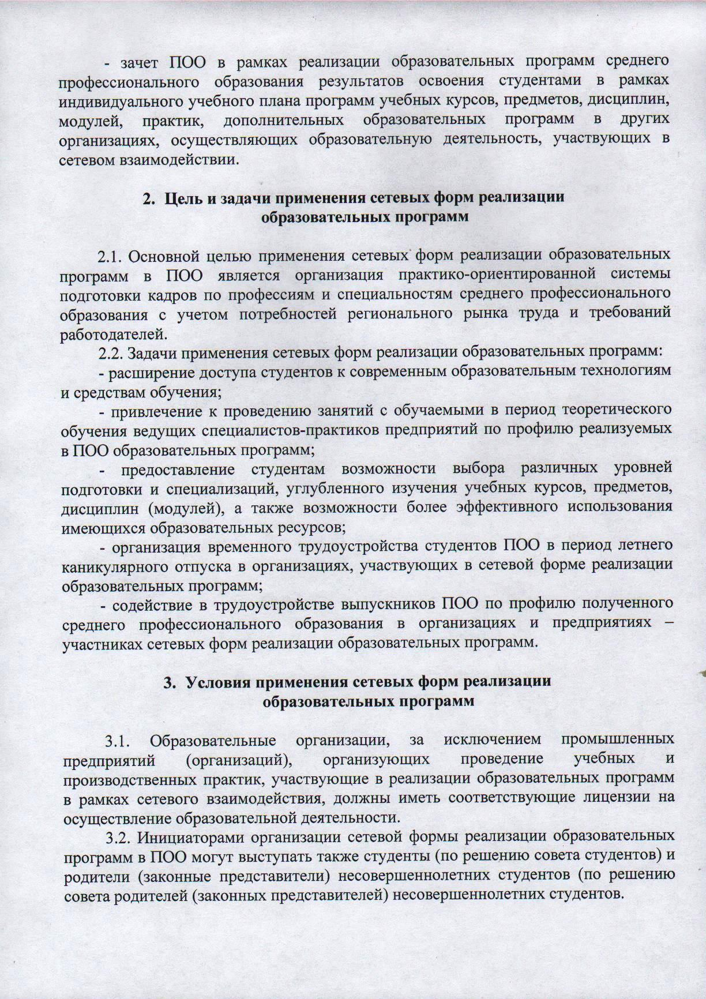 - зачет ПОО в рамках реализации образовательных программ среднего
профессионального образования результатов освоения студентами в рамках
индивидуального учебного плана программ учебных курсов, предметов, дисциплин,
модулей, практик, дополнительных образовательных программ в других
организациях, осуществляющих образовательную деятельность, участвующих в
сетевом взаимодействии.
2. Цель и задачи применения сетевых форм реализации
образовательных программ
2.1. Основной целью применения сетевых форм реализации образовательных
программ в ПОО является организация практико-ориентированной системы
подготовки кадров по профессиям и специальностям среднего профессионального
образования с учетом потребностей регионального рынка труда и требований
работодателей.
2.2. Задачи применения сетевых форм реализации образовательных программ:
- расширение доступа студентов к современным образовательным технологиям
и средствам обучения;
- привлечение к проведению занятий с обучаемыми в период теоретического
обучения ведущих специалистов-практиков предприятий по профилю реализуемых
в ПОО образовательных программ;
- предоставление студентам возможности выбора различных уровней
подготовки и специализаций, углубленного изучения учебных курсов, предметов,
дисциплин (модулей), а также возможности более эффективного использования
имеющихся образовательных ресурсов;
- организация временного трудоустройства студентов ПОО в период летнего
каникулярного отпуска в организациях, участвующих в сетевой форме реализации
образовательных программ;
- содействие в трудоустройстве выпускников ПОО по профилю полученного
среднего профессионального образования в организациях и предприятиях –
участниках сетевых форм реализации образовательных программ.
3. Условия применения сетевых форм реализации
образовательных программ
3.1. Образовательные организации, за исключением промышленных
предприятий (организаций), организующих проведение учебных и
производственных практик, участвующие в реализации образовательных программ
в рамках сетевого взаимодействия, должны иметь соответствующие лицензии на
осуществление образовательной деятельности.
3.2. Инициаторами организации сетевой формы реализации образовательных
программ в ПОО могут выступать также студенты (по решению совета студентов) и
родители (законные представители) несовершеннолетних студентов (по решению
совета родителей (законных представителей) несовершеннолетних студентов.